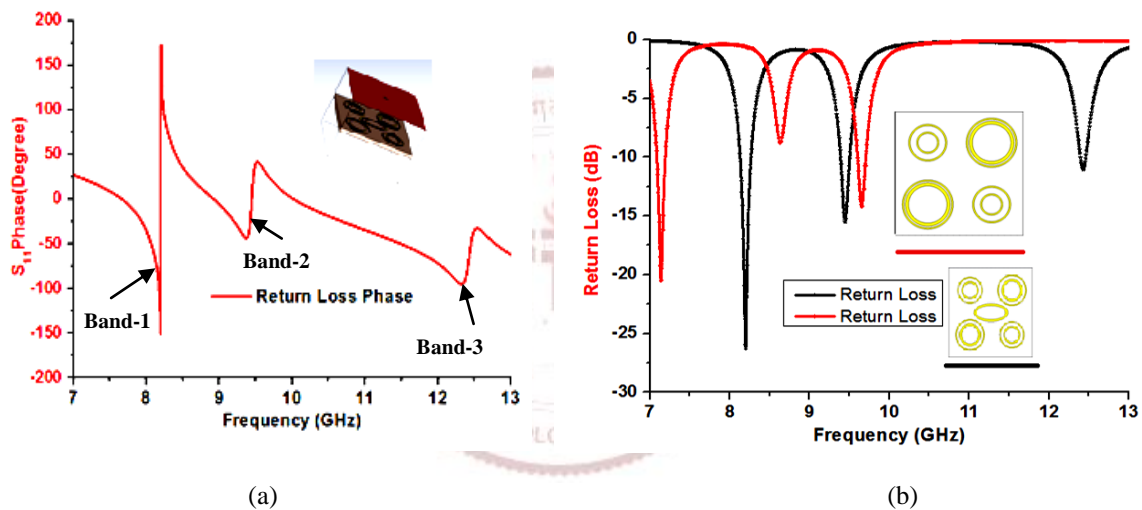 200
150
100
50
0
-50
-100
-150
-200
S11Phase(Degree)
Band-1
Band-2
Band-3
Return Loss Phase
7 8 9 10 11 12 13
Frequency (GHz)
(a)
0
-5
-10
-15
-20
-25
-30
Return Loss (dB)
Return Loss
Return Loss
7 8 9 10 11 12 13
Frequency (GHz)
(b)